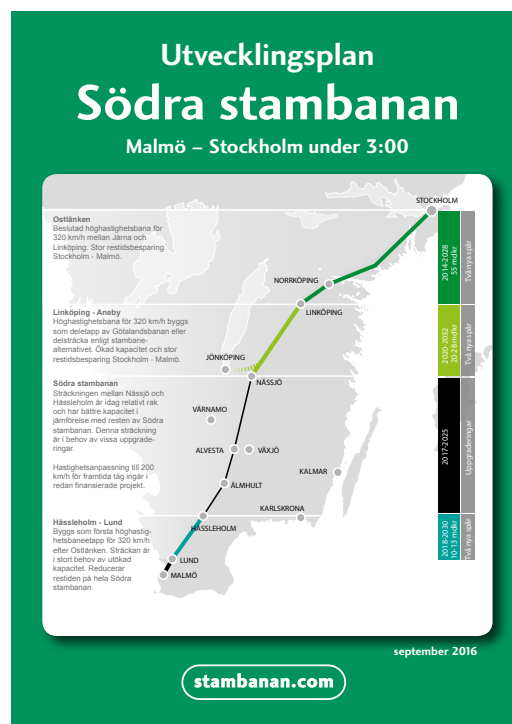 Utvecklingsplan
Södra stambanan
Malmö – Stockholm under 3:00
STOCKHOLM
Ostlänken
Beslutad höghastighetsbana för
320 km/h mellan Järna och
Linköping. Stor restidsbesparing
Stockholm - Malmö.
2014-2028
55 mdkr
Två nya spår
NORRKÖPING
LINKÖPING
Linköping - Aneby
Höghastighetsbana för 320 km/h byggs
som deletapp av Götalandsbanan eller
delsträcka enligt stambane-
alternativet. Ökad kapacitet och stor
restidsbesparing Stockholm - Malmö.
2020-2032
20-28 mdkr
Två nya spår
JÖNKÖPING
NÄSSJÖ
Södra stambanan
Sträckningen mellan Nässjö och
Hässleholm är idag relativt rak
och har bättre kapacitet i
jämförelse med resten av Södra
stambanan. Denna sträckning
är i behov av vissa uppgrade-
ringar.
Hastighetsanpassning till 200
km/h för framtida tåg ingår i
redan finansierade projekt.
VÄRNAMO
ALVESTA
VÄXJÖ
KALMAR
ÄLMHULT
KARLSKRONA
HÄSSLEHOLM
2017-2025
Uppgraderingar
Hässleholm - Lund
Byggs som första höghastig-
hetsbaneetapp för 320 km/h
efter Ostlänken. Sträckan är
i stort behov av utökad
kapacitet. Reducerar
restiden på hela Södra
stambanan.
LUND
MALMÖ
2018-2030
10-13 mdkr
Två nya spår
september 2016
stambanan.com